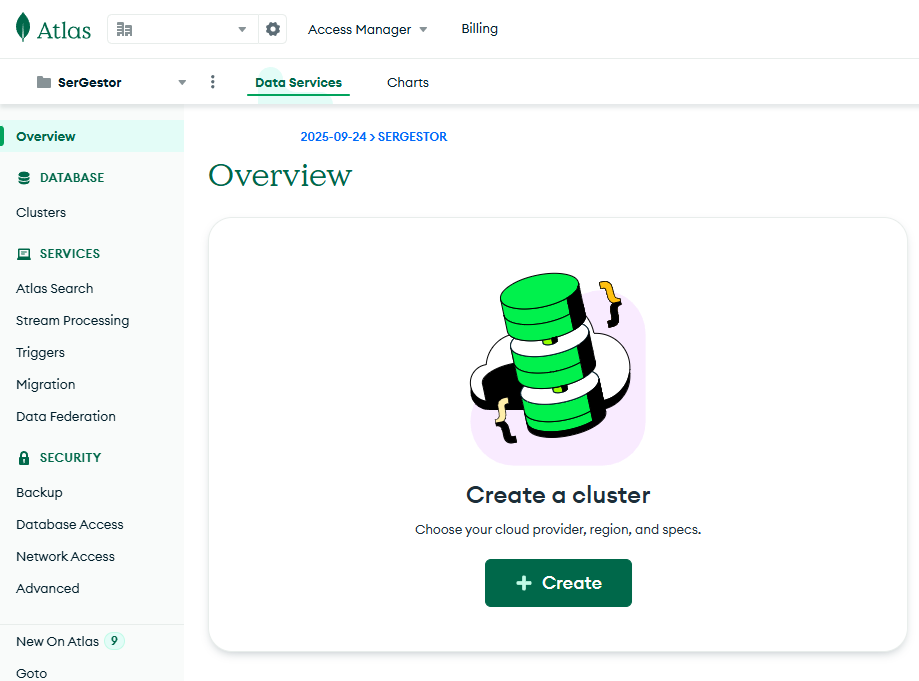 Atlas
Access Manager
Billing
SerGestor
Data Services
Charts
Overview
DATABASE
Clusters
SERVICES
Atlas Search
Stream Processing
Triggers
Migration
Data Federation
SECURITY
Backup
Database Access
Network Access
Advanced
New On Atlas 9
Goto
2025-09-24 > SERGESTOR
Overview
Create a cluster
Choose your cloud provider, region, and specs.
+ Create